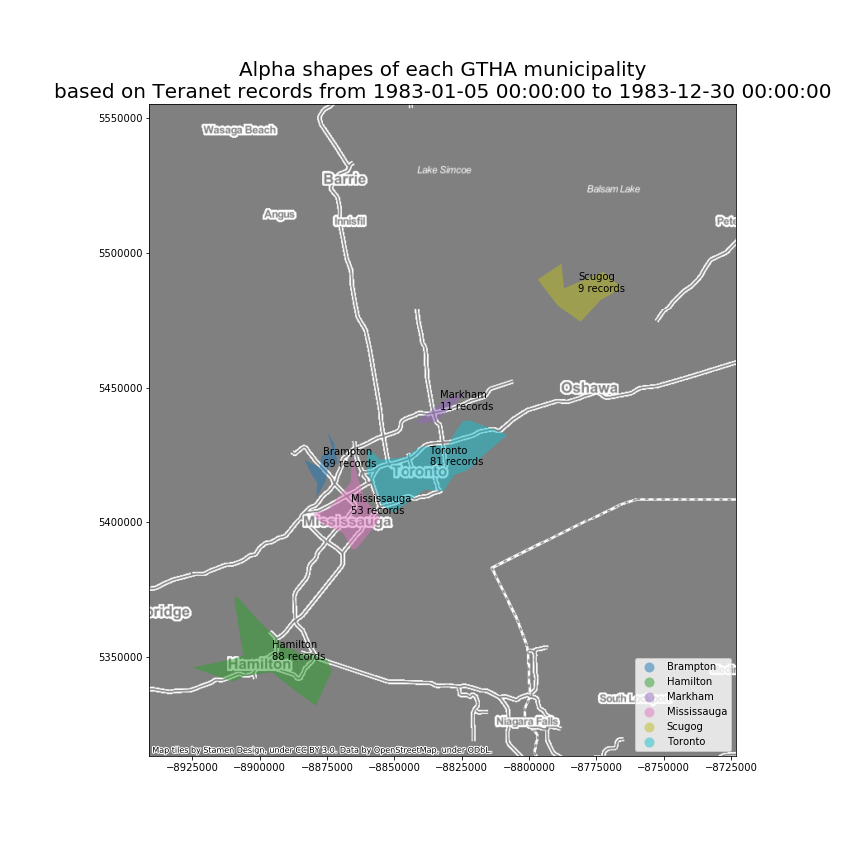 Alpha shapes of each GTHA municipality
based on Teranet records from 1983-01-05 00:00:00 to 1983-12-30 00:00:00
5550000
5500000
5450000
5400000
5350000
Wasaga Beach
Barrie
Lake Simcoe
Balsam Lake
Angus
Innisfil
Pete
Scugog
9 records
Oshawa
Markham
11 records
Brampton
69 records
Toronto
81 records
Toronto
Mississauga
53 records
Mississauga
bridge
Hamilton
88 records
Hamilton
Niagara Falls
South Lo
Brampton
Hamilton
Markham
Mississauga
Scugog
Toronto
Map tiles by Stamen Design, under CC BY 3.0. Data by OpenStreetMap, under ODbL.
−8925000 −8900000 −8875000 −8850000 −8825000 −8800000 −8775000 −8750000 −8725000